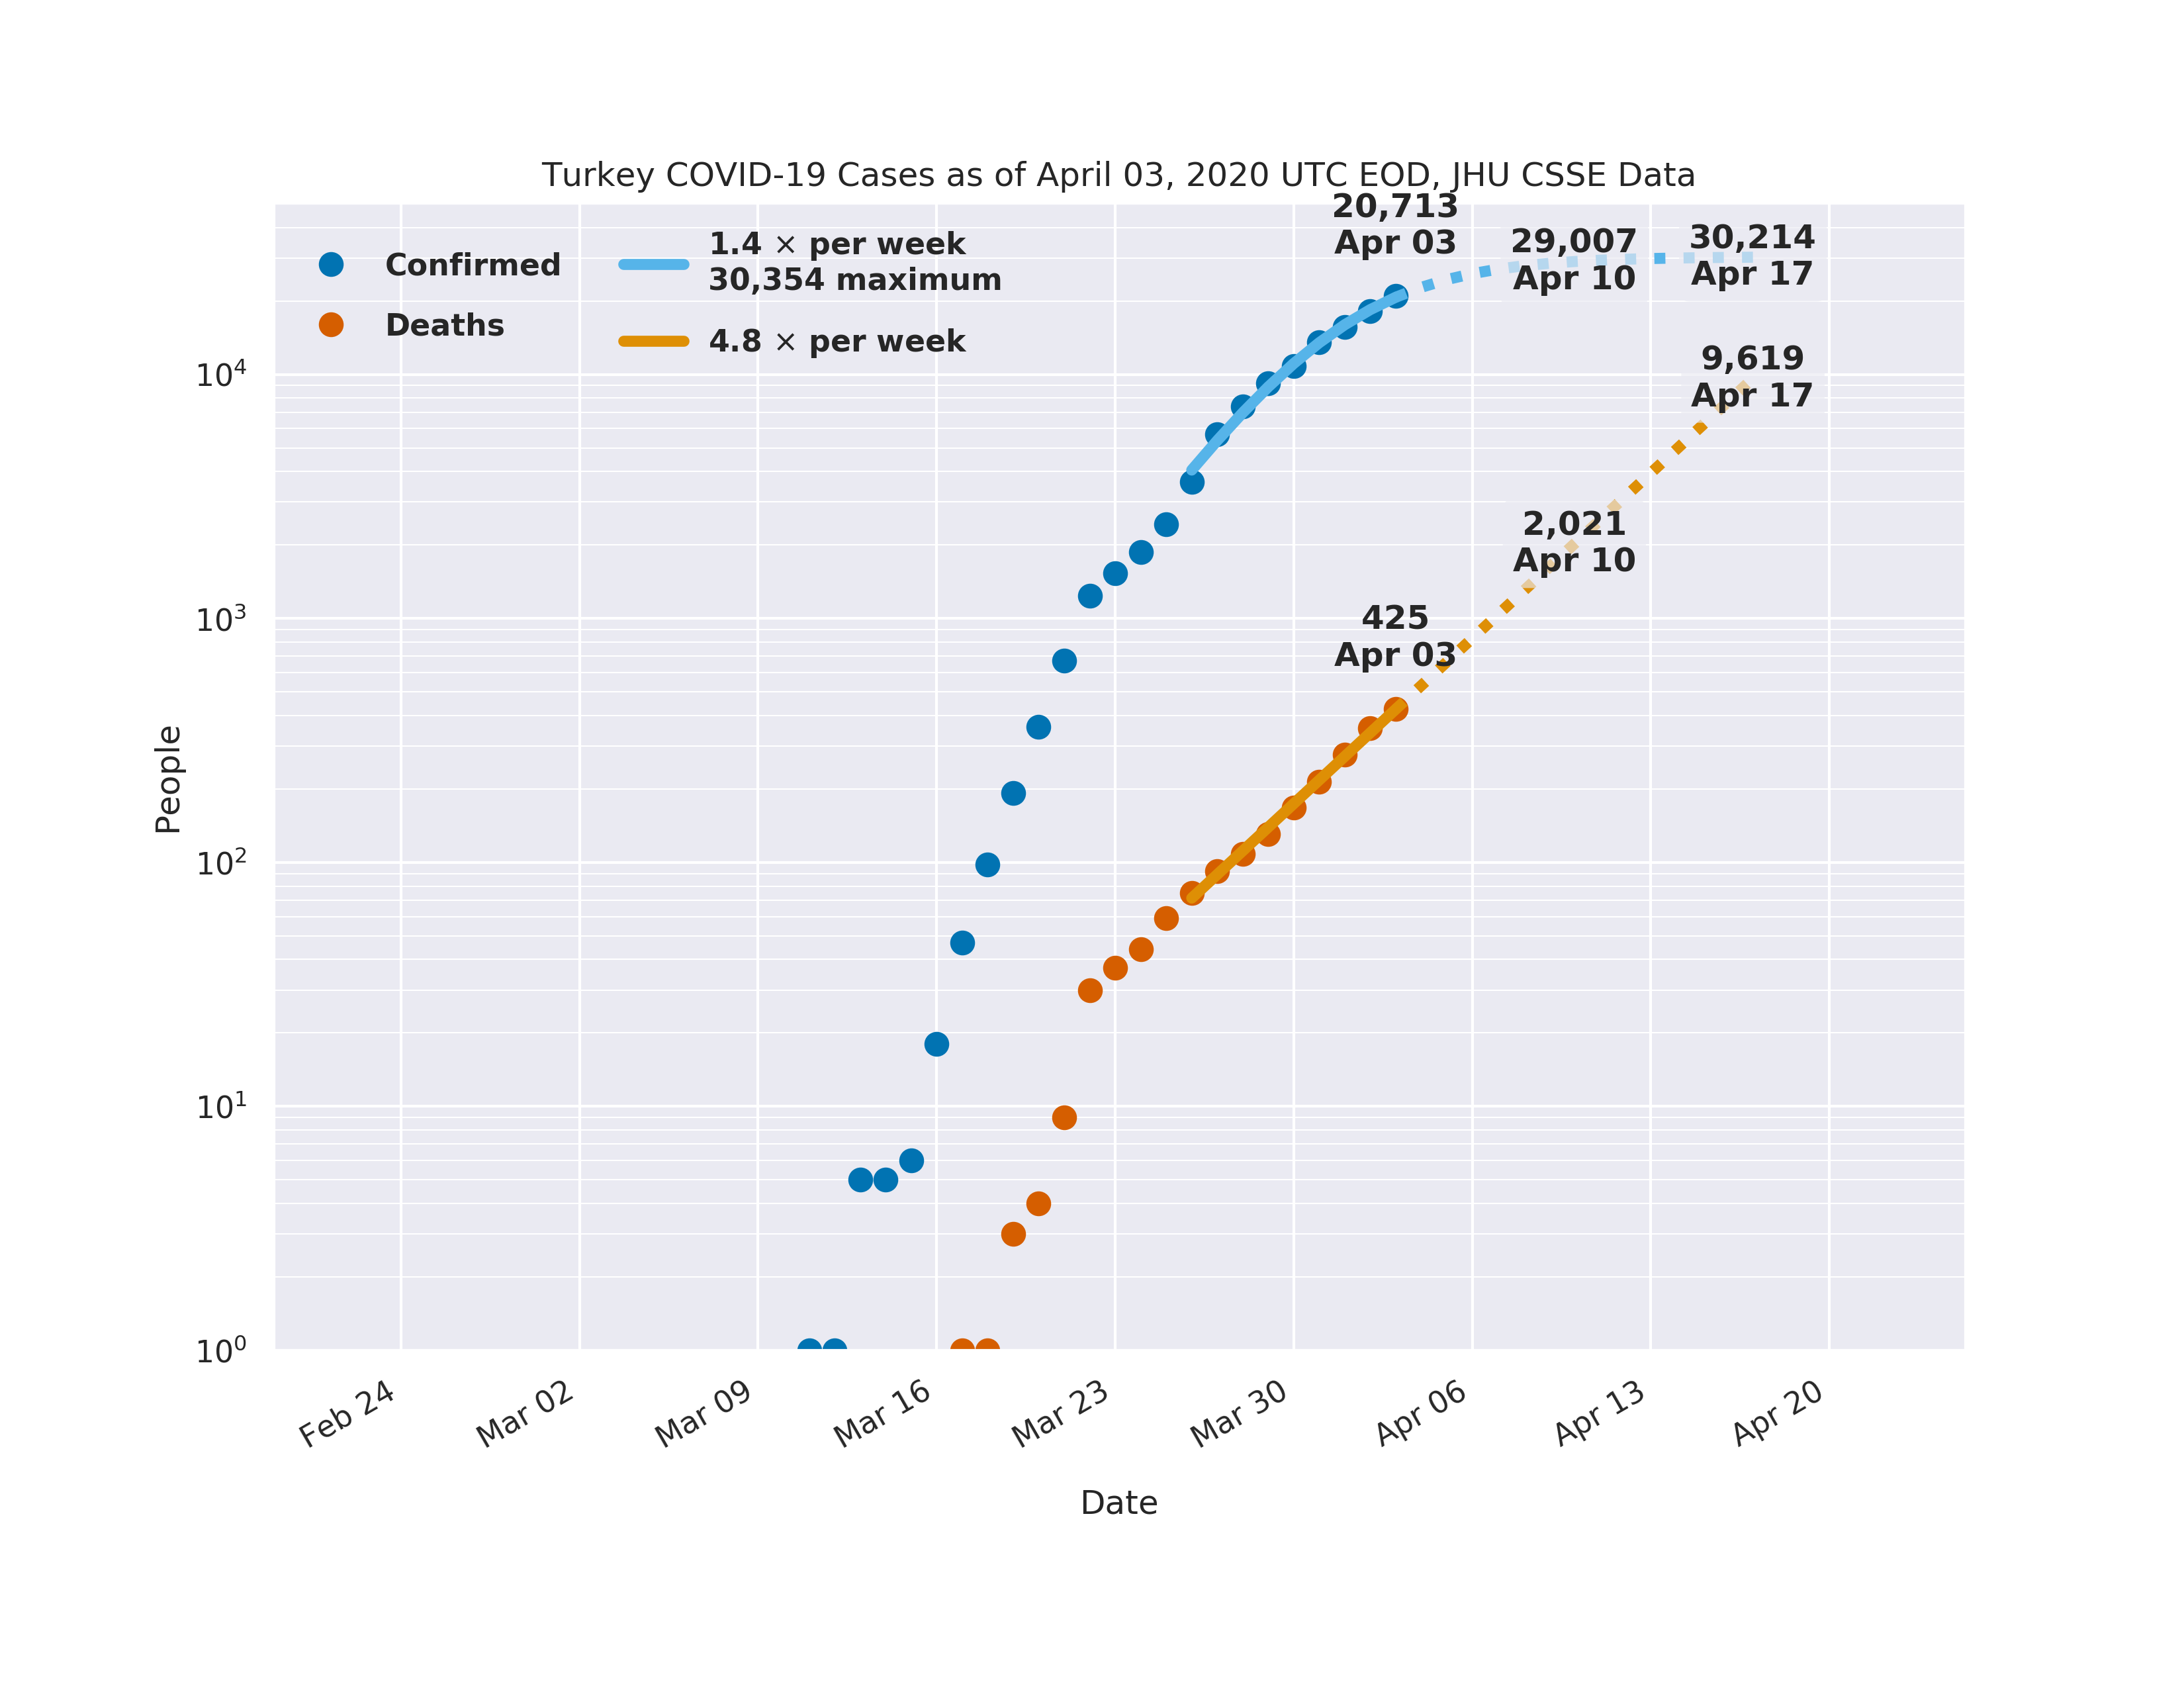 Turkey COVID-19 Cases as of April 03, 2020 UTC EOD, JHU CSSE Data
Confirmed
Deaths
1.4 × per week
30,354 maximum
4.8 × per week
20,713
Apr 03
29,007
Apr 10
30,214
Apr 17
9,619
Apr 17
2,021
Apr 10
425
Apr 03
People
10⁴
10³
10²
10¹
10⁰
Feb 24
Mar 02
Mar 09
Mar 16
Mar 23
Mar 30
Apr 06
Apr 13
Apr 20
Date